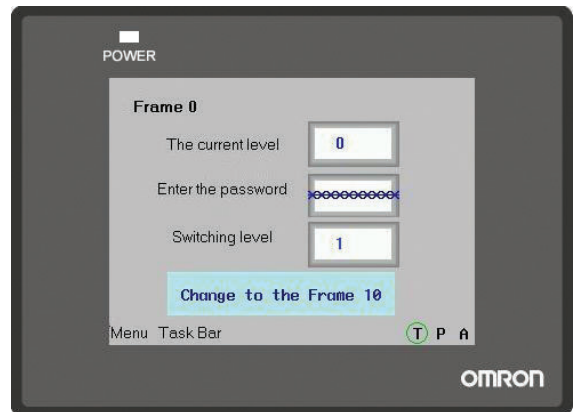 POWER
Frame 0
The current level 0
Enter the password
Switching level 1
Change to the Frame 10
Menu Task Bar T P A
OMRON